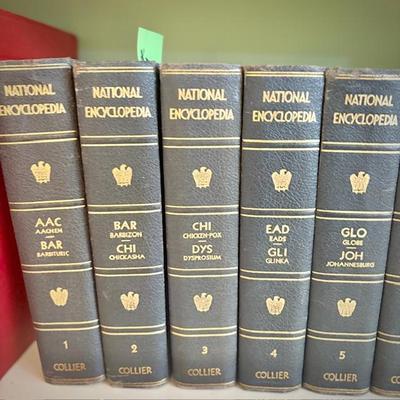 NATIONAL
ENCYCLOPEDIA
AAC
AACHEN
BAR
BARBITURIC
1
COLLIER
NATIONAL
ENCYCLOPEDIA
BAR
BARBIZON
CHI
CHICKASHA
2
COLLIER
NATIONAL
ENCYCLOPEDIA
CHI
CHICKEN-POX
DYS
DYSPROSIUM
3
COLLIER
NATIONAL
ENCYCLOPEDIA
EAD
EADS
GLI
GLINKA
4
COLLIER
NATIONAL
ENCYCLOPEDIA
GLO
GLOBE
JOH
JOHANNESBURG
5
COLLIER